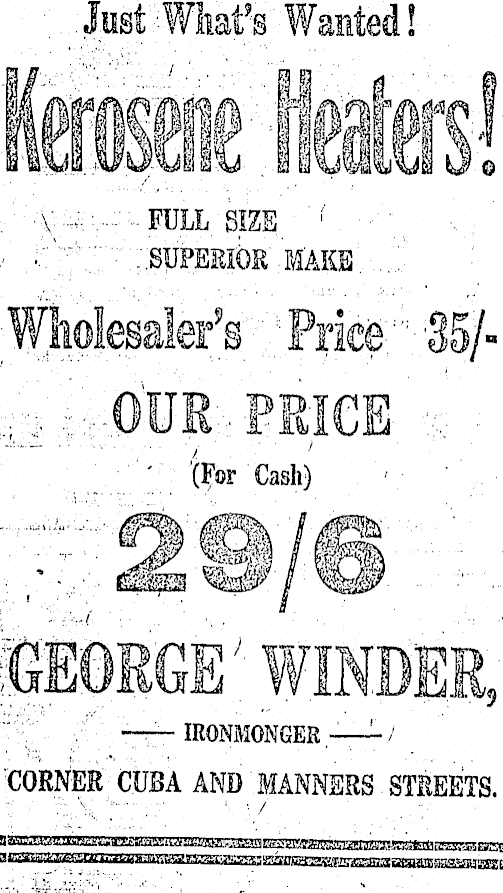 Just What's Wanted!
Kerosene Heaters!
FULL SIZE
SUPERIOR MAKE
Wholesaler's Price 35/-
OUR PRICE
(For Cash)
29/6
GEORGE WINDER,
IRONMONGER
CORNER CUBA AND MANNERS STREETS.